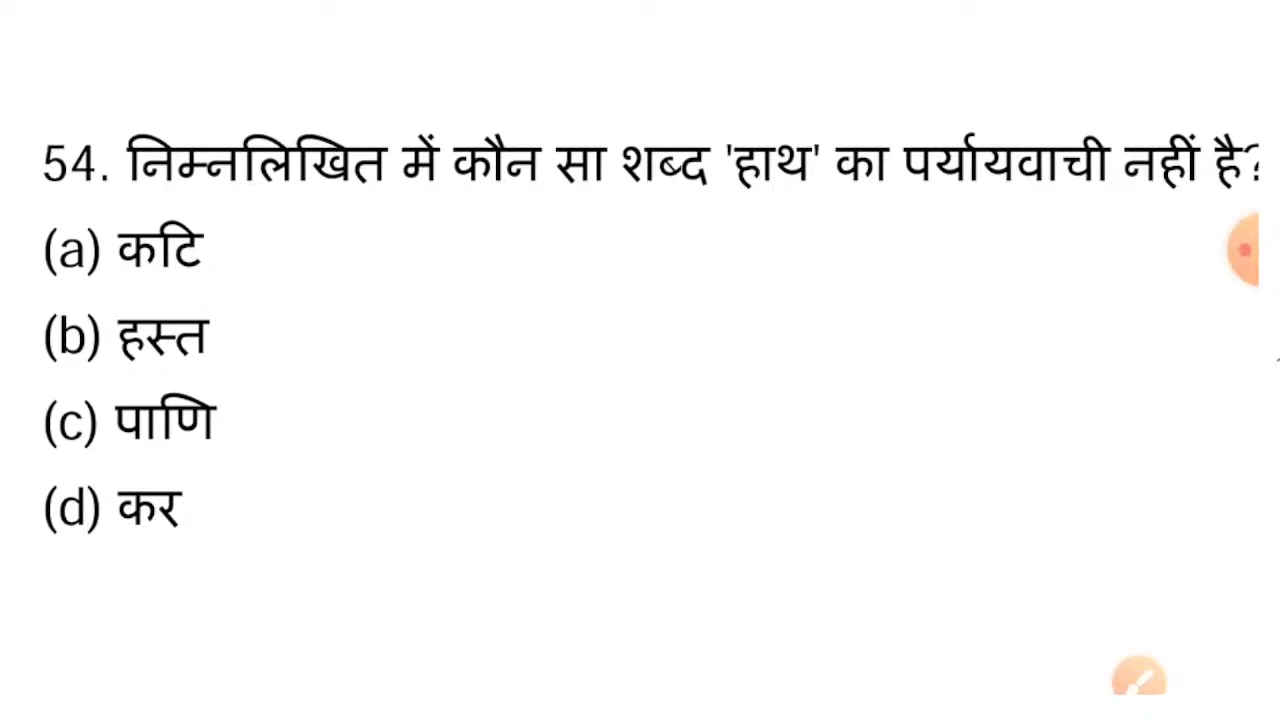 54. निम्नलिखित में कौन सा शब्द 'हाथ' का पर्यायवाची नहीं है?
(a) कटि
(b) हस्त
(c) पाणि
(d) कर